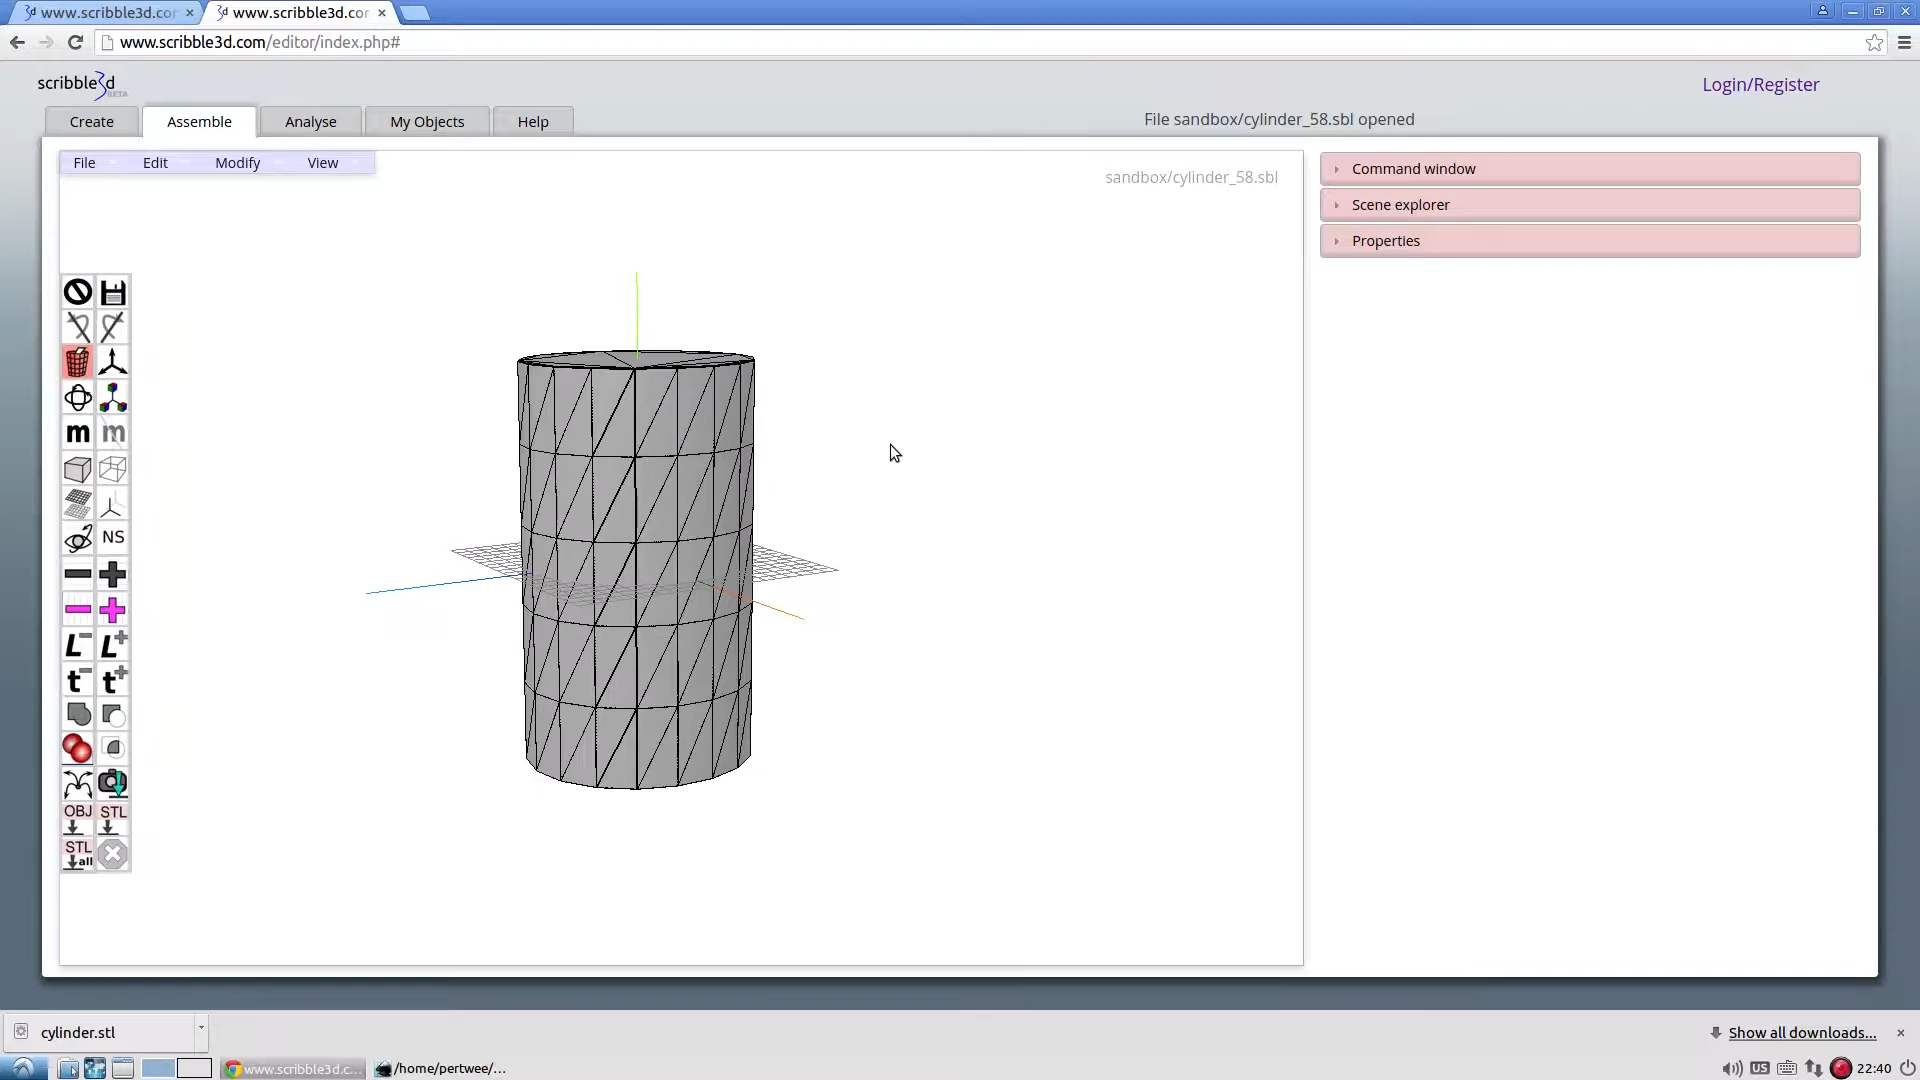 www.scribble3d.cor
www.scribble3d.cor
www.scribble3d.com/editor/index.php#
scribble3d
BETA
Login/Register
Create
Assemble
Analyse
My Objects
Help
File sandbox/cylinder_58.sbl opened
File
Edit
Modify
View
sandbox/cylinder_58.sbl
Command window
Scene explorer
Properties
m
m
NS
L
L
t
t
OBJ
STL
STL
all
cylinder.stl
Show all downloads...
www.scribble3d.c...
/home/pertwee/...
US
22:40